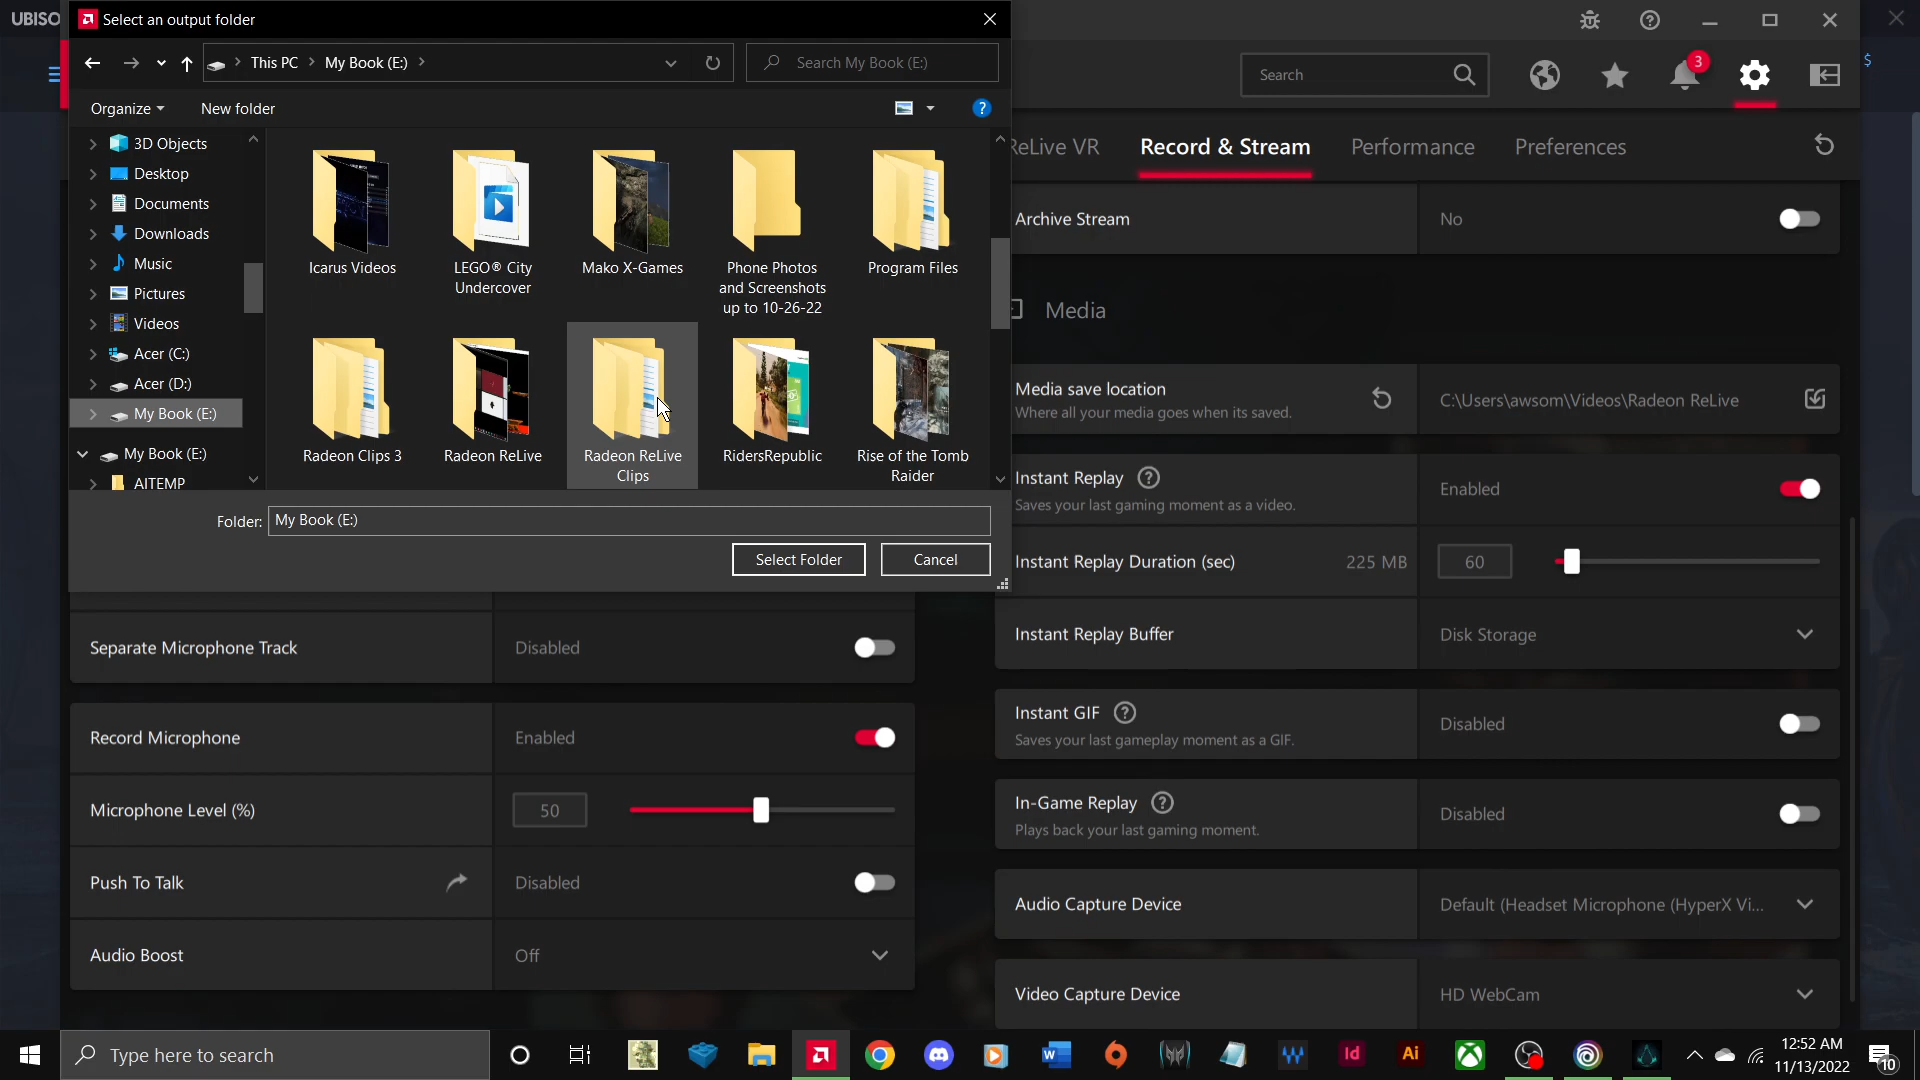 UBISO
Select an output folder
This PC
My Book (E:)
Search My Book (E:)
Organize
New folder
3D Objects
Desktop
Documents
Downloads
Music
Pictures
Videos
Acer (C:)
Acer (D:)
My Book (E:)
My Book (E:)
AITEMP
Icarus Videos
LEGO® City
Undercover
Mako X-Games
Phone Photos
and Screenshots
up to 10-26-22
Program Files
Radeon Clips 3
Radeon ReLive
Radeon ReLive
Clips
RidersRepublic
Rise of the Tomb
Raider
Folder: My Book (E:)
Select Folder
Cancel
Separate Microphone Track
Disabled
Record Microphone
Enabled
Microphone Level (%)
50
Push To Talk
Disabled
Audio Boost
Off
Search
3
$
ReLive VR
Record & Stream
Performance
Preferences
Archive Stream
No
Media
Media save location
Where all your media goes when its saved.
C:\Users\awsom\Videos\Radeon ReLive
Instant Replay
Saves your last gaming moment as a video.
Enabled
Instant Replay Duration (sec)
225 MB
60
Instant Replay Buffer
Disk Storage
Instant GIF
Saves your last gameplay moment as a GIF.
Disabled
In-Game Replay
Plays back your last gaming moment.
Disabled
Audio Capture Device
Default (Headset Microphone (HyperX Vi...
Video Capture Device
HD WebCam
Type here to search
Id
Ai
12:52 AM
11/13/2022
10